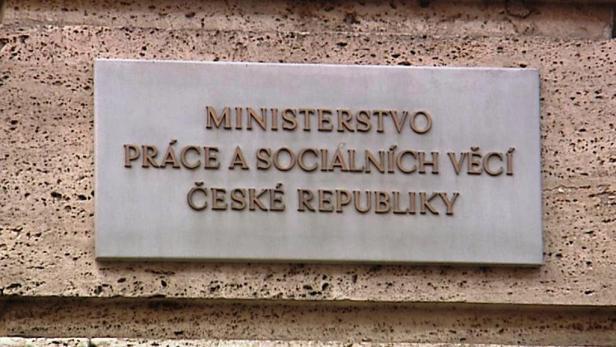 MINISTERSTVO
PRÁCE A SOCIÁLNÍCH VĚCÍ
ČESKÉ REPUBLIKY